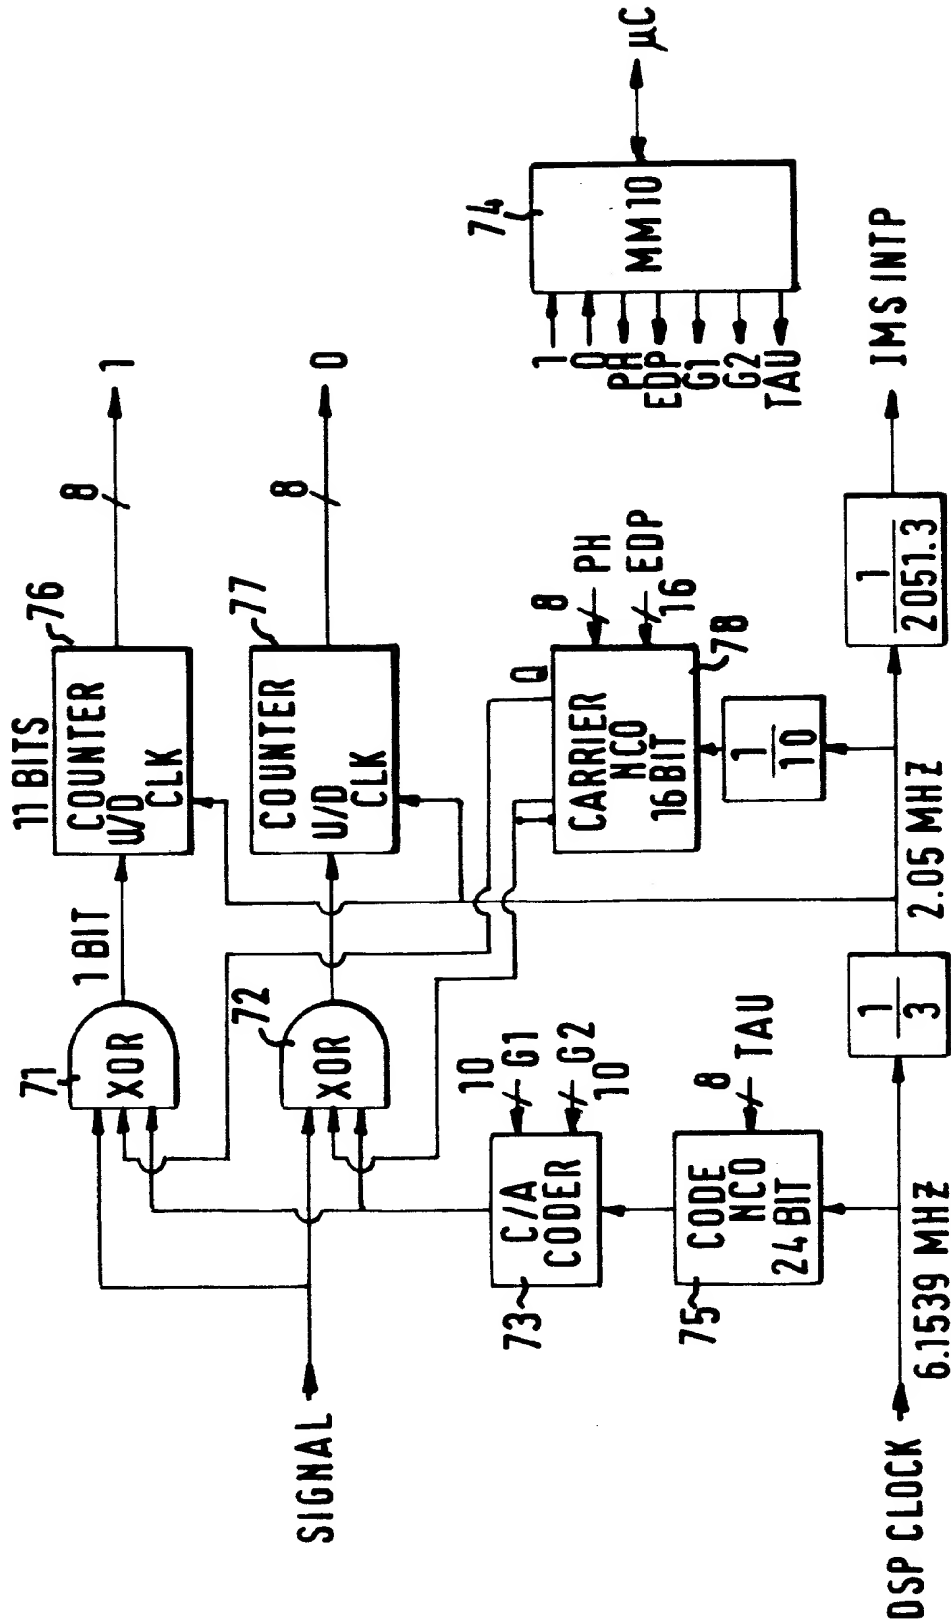 SIGNAL
71
XOR
1 BIT
11 BITS
COUNTER
U/D
CLK
76
8
1
72
XOR
COUNTER
U/D
CLK
77
8
0
10
G1
G2
10
C/A
CODER
73
8
TAU
CODE
NCO
24 BIT
75
Q
CARRIER
NCO
16 BIT
78
8
PH
EDP
16
1
10
74
1
0
PH
EDP
G1
G2
TAU
MM10
µC
DSP CLOCK
6.1539 MHZ
1
3
2.05 MHZ
1
2051.3
IMS INTP